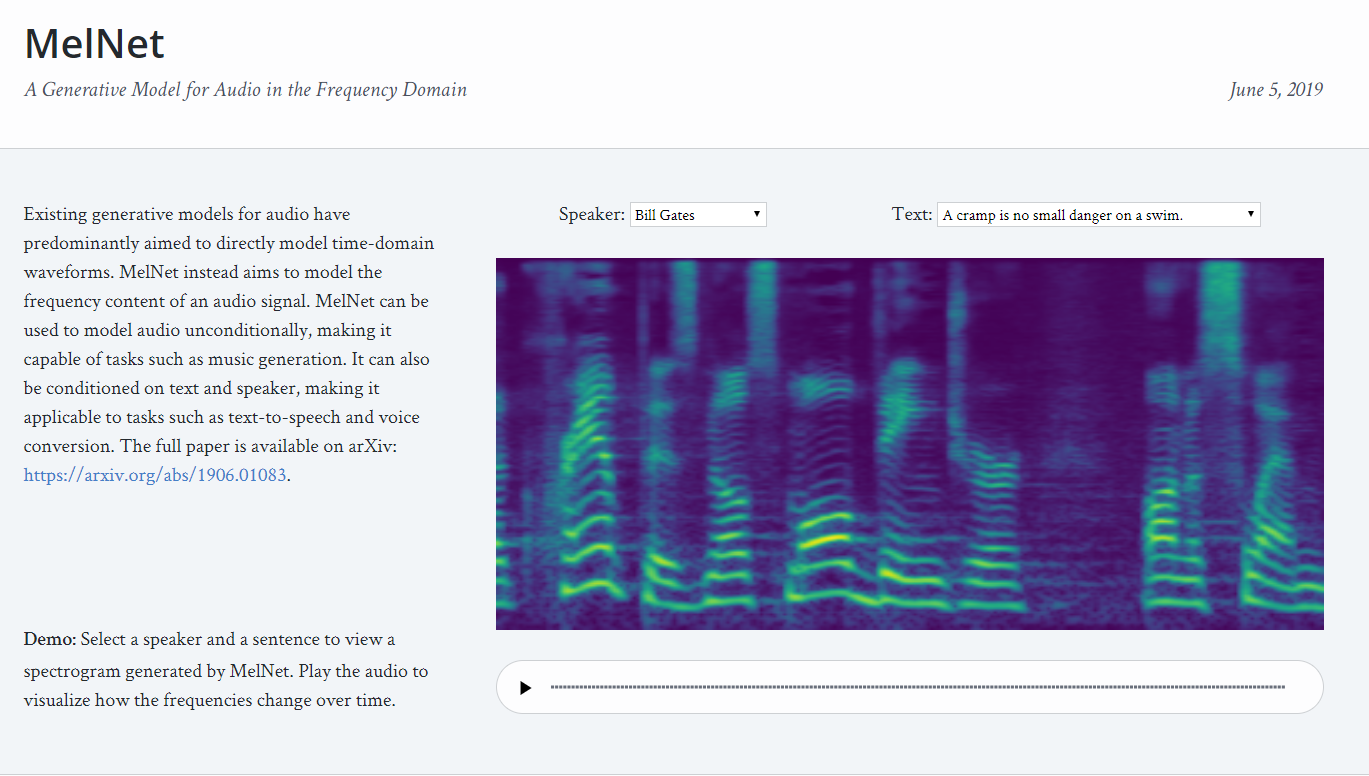 MelNet
A Generative Model for Audio in the Frequency Domain
June 5, 2019
Existing generative models for audio have
predominantly aimed to directly model time-domain
waveforms. MelNet instead aims to model the
frequency content of an audio signal. MelNet can be
used to model audio unconditionally, making it
capable of tasks such as music generation. It can also
be conditioned on text and speaker, making it
applicable to tasks such as text-to-speech and voice
conversion. The full paper is available on arXiv:
https://arxiv.org/abs/1906.01083.
Demo: Select a speaker and a sentence to view a
spectrogram generated by MelNet. Play the audio to
visualize how the frequencies change over time.
Speaker: Bill Gates
Text: A cramp is no small danger on a swim.